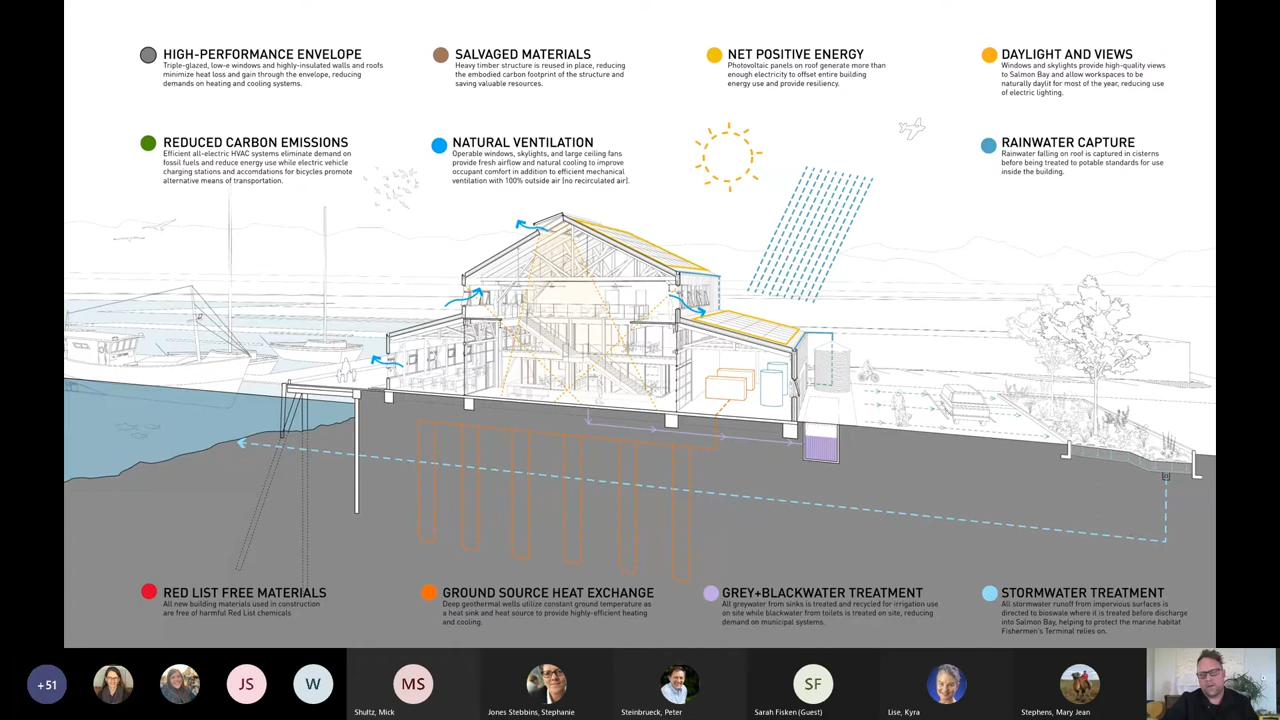 HIGH-PERFORMANCE ENVELOPE
Triple-glazed, low-e windows and highly-insulated walls and roofs
minimize heat loss and gain through the envelope, reducing
demands on heating and cooling systems.
SALVAGED MATERIALS
Heavy timber structure is reused in place, reducing
the embodied carbon footprint of the structure and
saving valuable resources.
NET POSITIVE ENERGY
Photovoltaic panels on roof generate more than
enough electricity to offset entire building
energy use and provide resiliency.
DAYLIGHT AND VIEWS
Windows and skylights provide high-quality views
to Salmon Bay and allow workspaces to be
naturally daylit for most of the year, reducing use
of electric lighting.
REDUCED CARBON EMISSIONS
Efficient all-electric HVAC systems eliminate demand on
fossil fuels and reduce energy use while electric vehicle
charging stations and accomdations for bicycles promote
alternative means of transportation.
NATURAL VENTILATION
Operable windows, skylights, and large ceiling fans
provide fresh airflow and natural cooling to improve
occupant comfort in addition to efficient mechanical
ventilation with 100% outside air (no recirculated air).
RAINWATER CAPTURE
Rainwater falling on roof is captured in cisterns
before being treated to potable standards for use
inside the building.
RED LIST FREE MATERIALS
All new building materials used in construction
are free of harmful Red List chemicals
GROUND SOURCE HEAT EXCHANGE
Deep geothermal wells utilize constant ground temperature as
a heat sink and heat source to provide highly-efficient heating
and cooling.
GREY+BLACKWATER TREATMENT
All greywater from sinks is treated and recycled for irrigation use
on site while blackwater from toilets is treated on site, reducing
demand on municipal systems.
STORMWATER TREATMENT
All stormwater runoff from impervious surfaces is
directed to bioswale where it is treated before discharge
into Salmon Bay, helping to protect the marine habitat
Fishermen's Terminal relies on.
+51
JS
W
MS
SF
Shultz, Mick
Jones Stebbins, Stephanie
Steinbrueck, Peter
Sarah Fisken (Guest)
Lise, Kyra
Stephens, Mary Jean